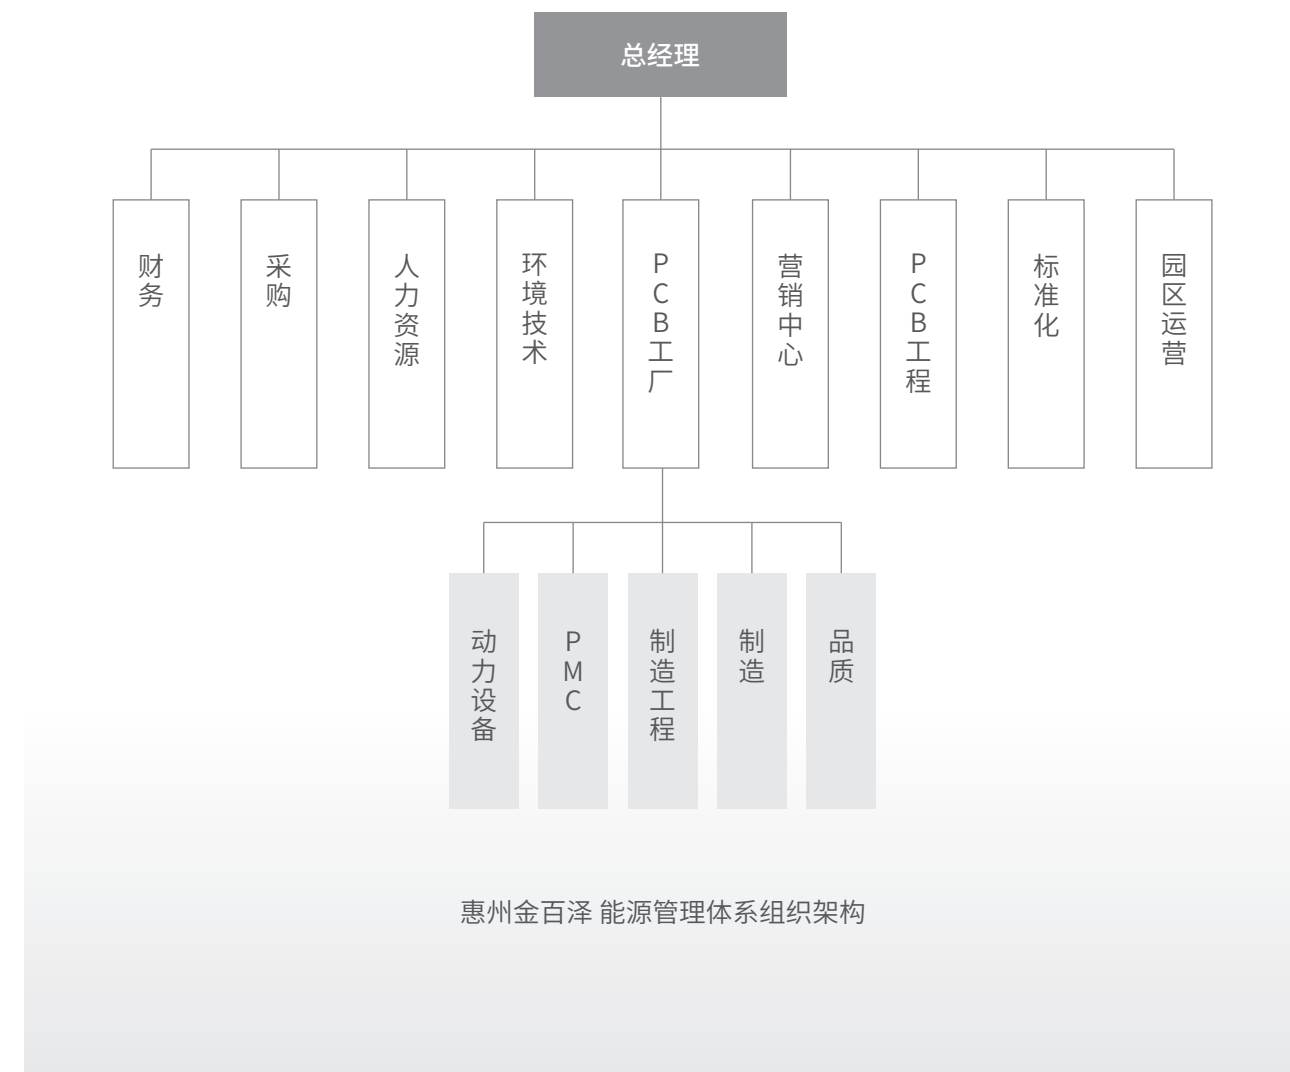 总经理
财务
采购
人力资源
环境技术
PCB工厂
营销中心
PCB工程
标准化
园区运营
动力设备
PMC
制造工程
制造
品质
惠州金百泽 能源管理体系组织架构